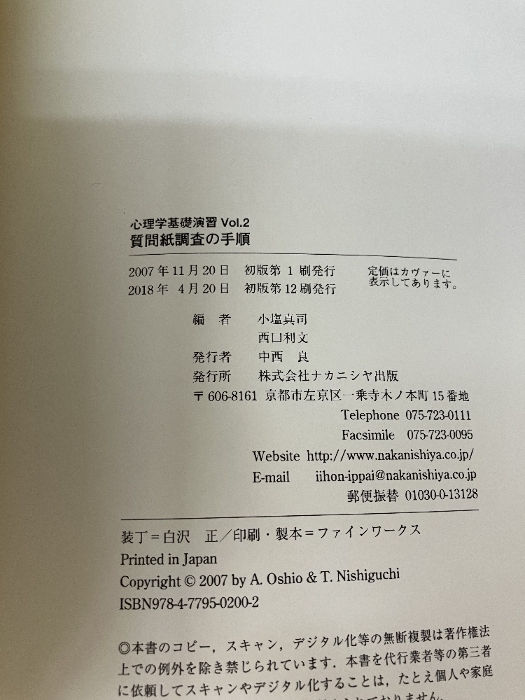 心理学基礎演習 Vol.2
質問紙調査の手順
2007年11月20日　初版第 1 刷発行
2018年 4月20日　初版第12刷発行
定価はカヴァーに
表示してあります。
編　者　小塩真司
西口利文
発行者　中西　良
発行所　株式会社ナカニシヤ出版
〒606-8161 京都市左京区一乗寺木ノ本町 15 番地
Telephone 075-723-0111
Facsimile 075-723-0095
Website http://www.nakanishiya.co.jp/
E-mail iihon-ippai@nakanishiya.co.jp
郵便振替 01030-0-13128
装丁＝白沢　正／印刷・製本＝ファインワークス
Printed in Japan
Copyright © 2007 by A. Oshio & T. Nishiguchi
ISBN978-4-7795-0200-2
◎本書のコピー，スキャン，デジタル化等の無断複製は著作権法
上での例外を除き禁じられています．本書を代行業者等の第三者
に依頼してスキャンやデジタル化することは，たとえ個人や家庭